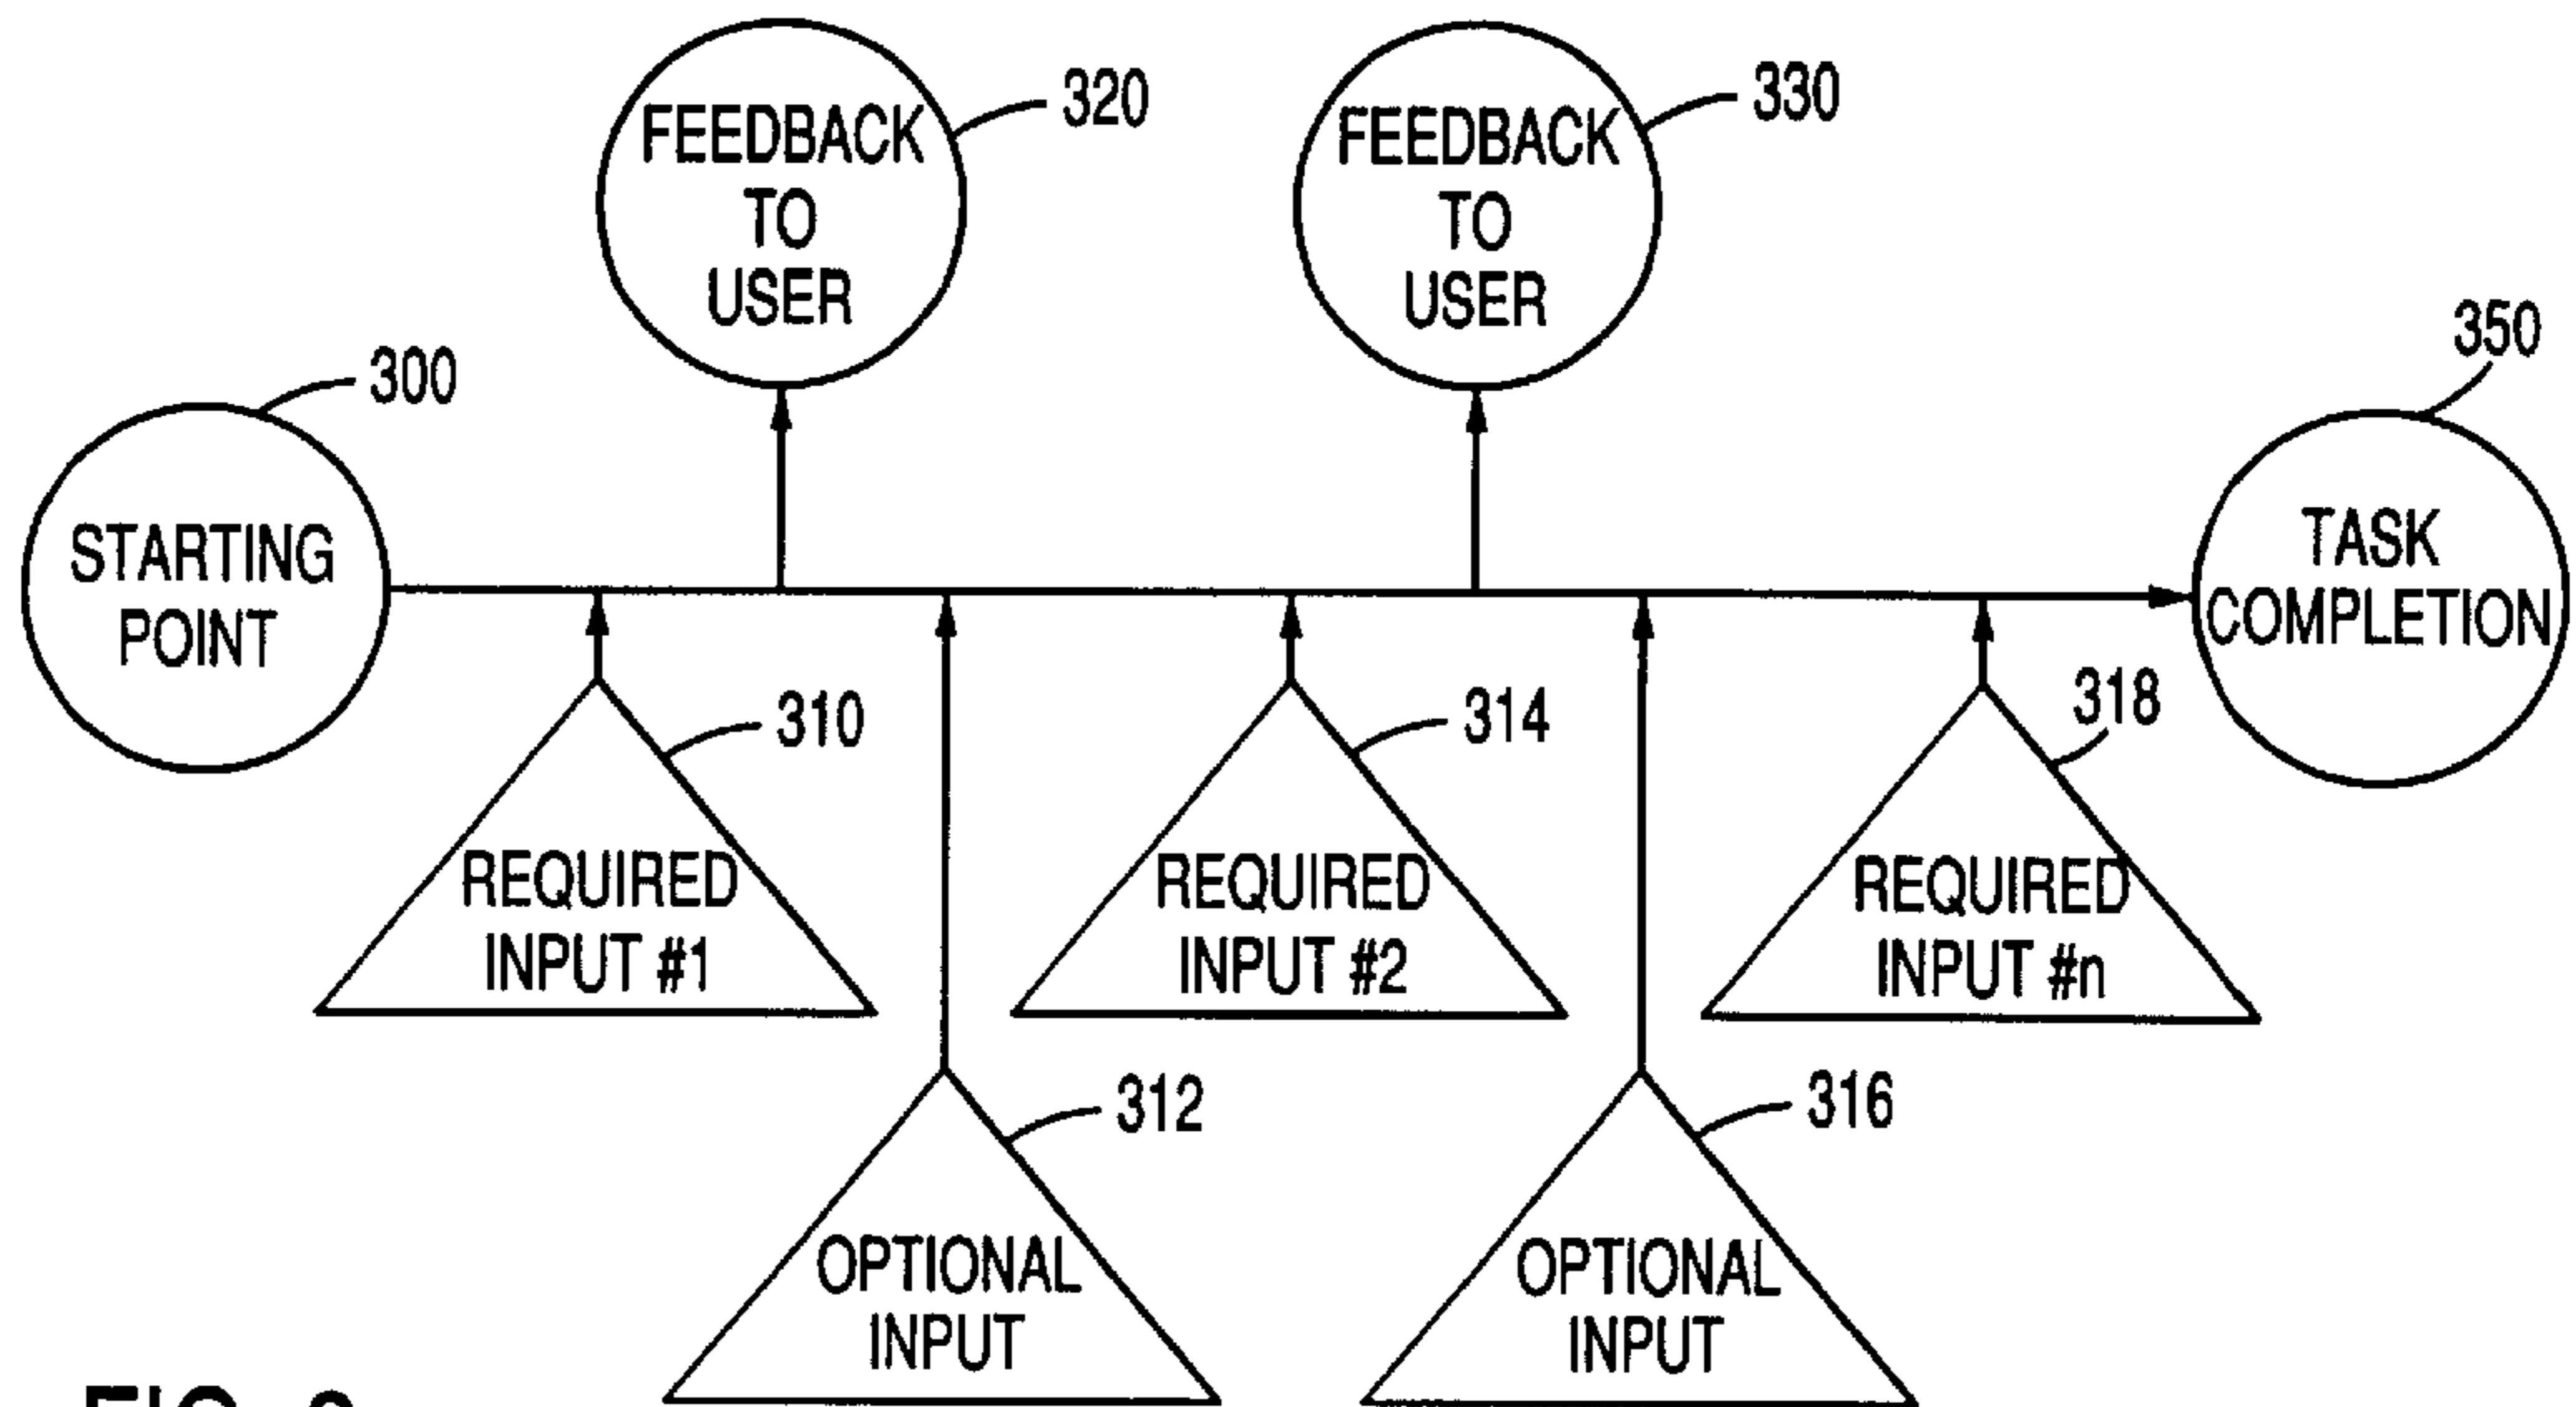 FEEDBACK
TO
USER
320
FEEDBACK
TO
USER
330
300
350
STARTING
POINT
TASK
COMPLETION
310
314
318
REQUIRED
INPUT #1
REQUIRED
INPUT #2
REQUIRED
INPUT #n
312
316
OPTIONAL
INPUT
OPTIONAL
INPUT
FIG.